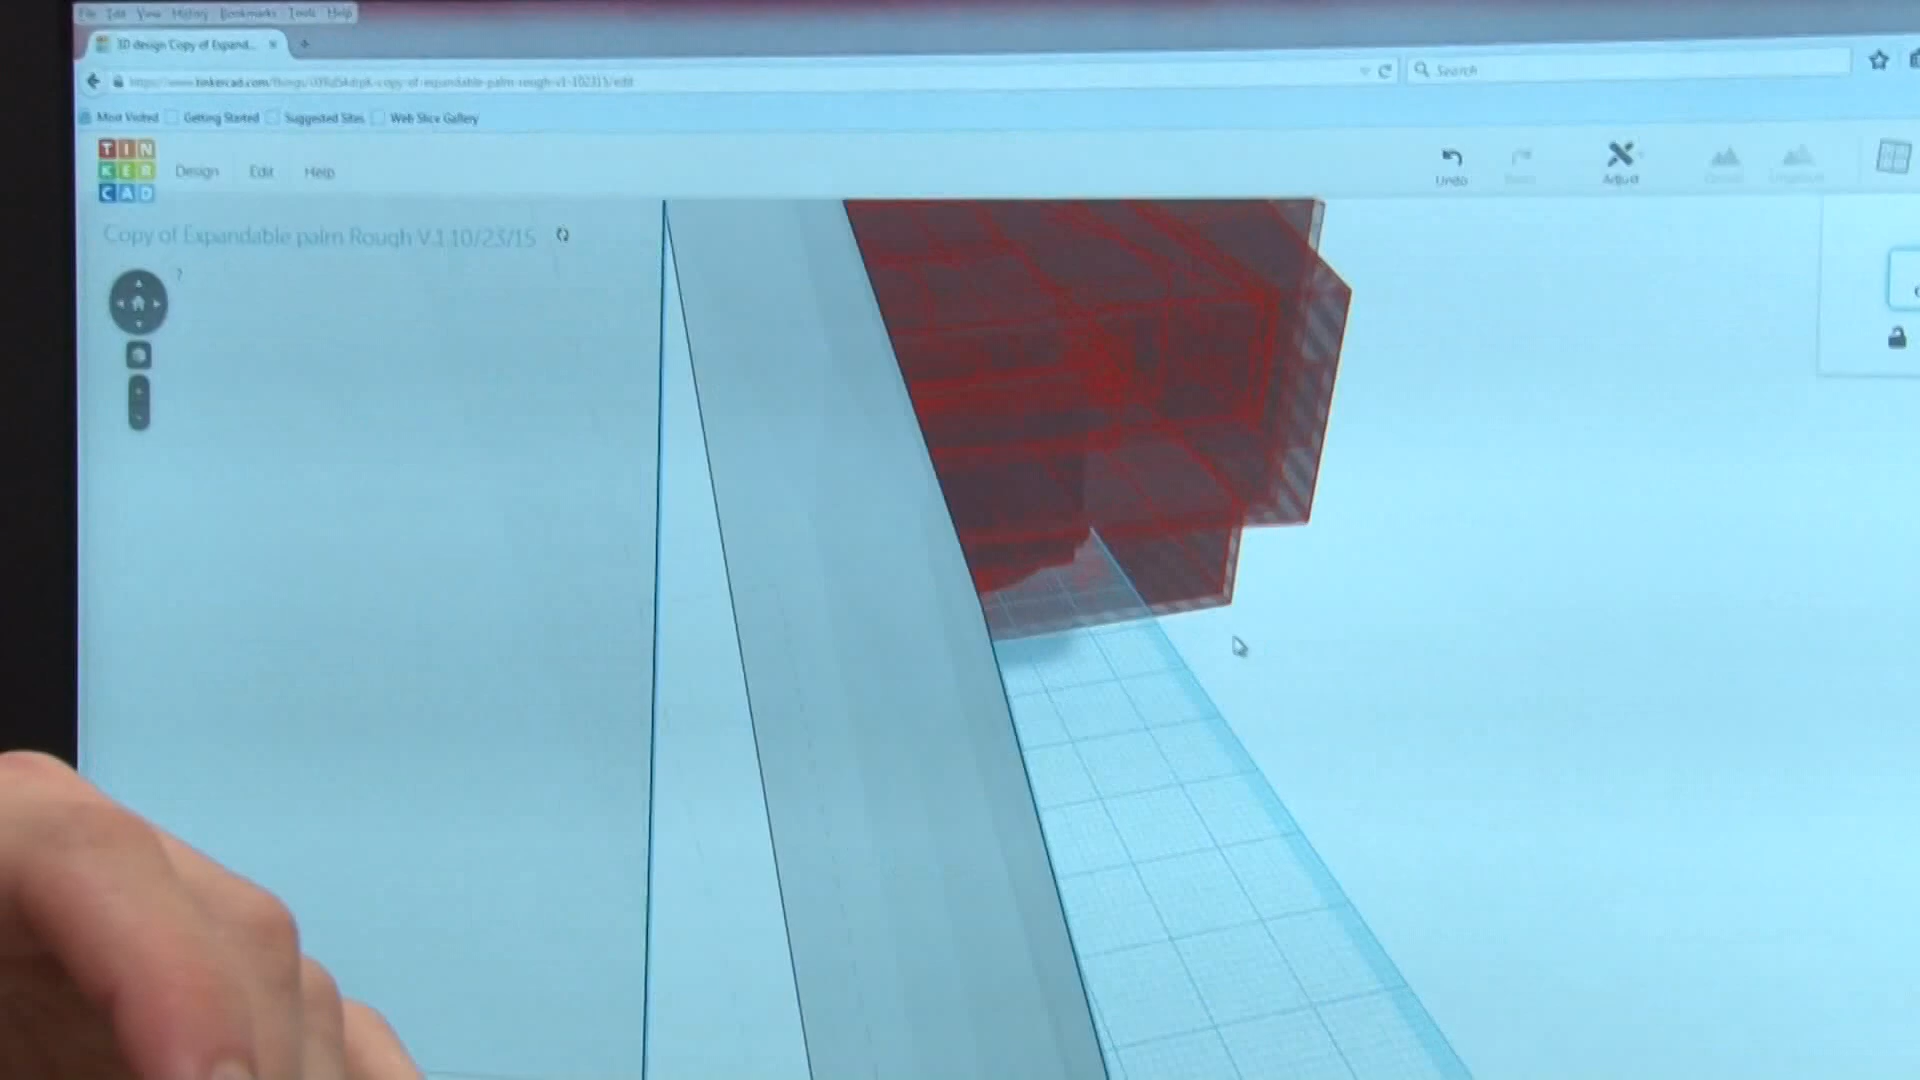 File Edit View History Bookmarks Tools Help
3D design Copy of Expand...
Search
Most Visited Getting Started Suggested Sites Web Slice Gallery
TIN
KER
CAD
Design Edit Help
Undo Adjust
Copy of Expandable palm Rough V.1 10/23/15